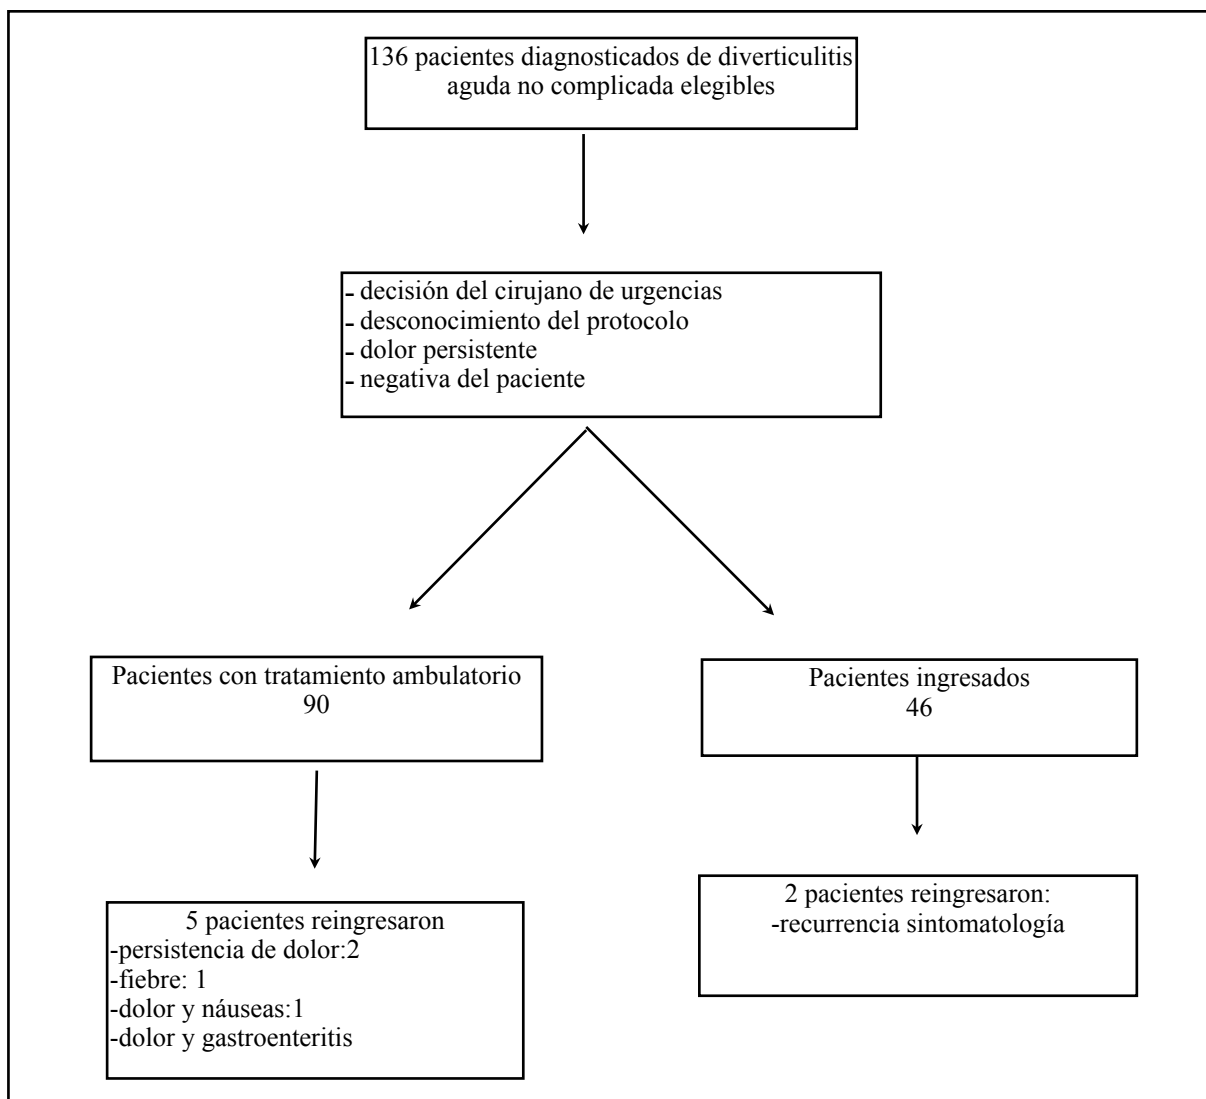 136 pacientes diagnosticados de diverticulitis
aguda no complicada elegibles
- decisión del cirujano de urgencias
- desconocimiento del protocolo
- dolor persistente
- negativa del paciente
Pacientes con tratamiento ambulatorio
90
Pacientes ingresados
46
5 pacientes reingresaron
-persistencia de dolor:2
-fiebre: 1
-dolor y náuseas:1
-dolor y gastroenteritis
2 pacientes reingresaron:
-recurrencia sintomatología